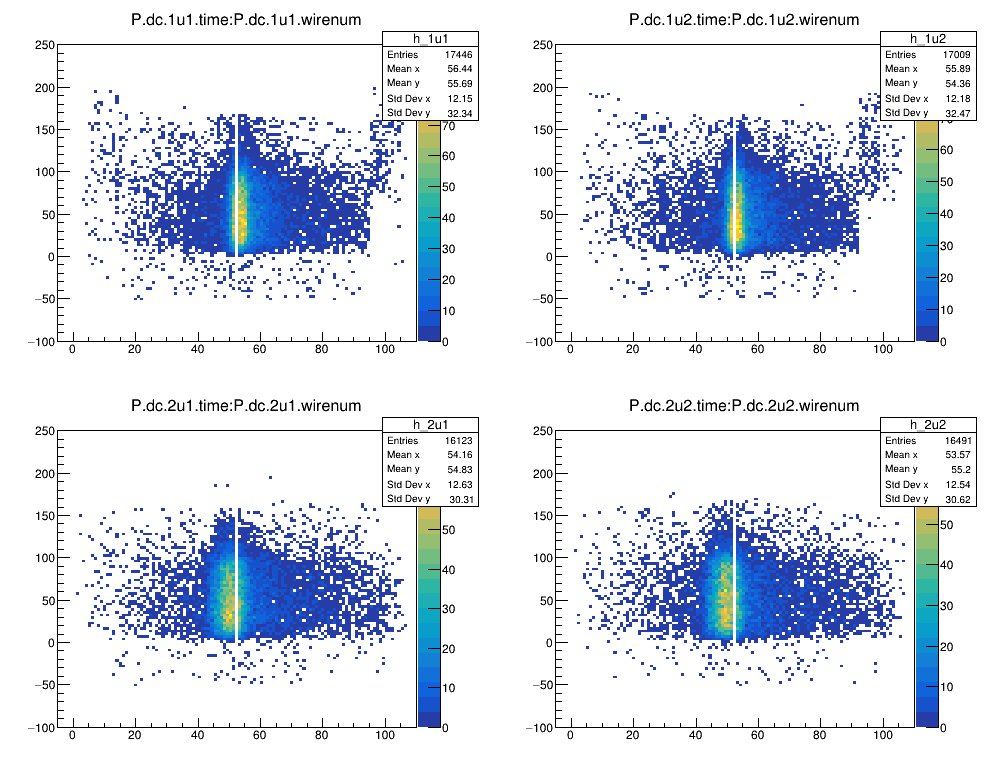 P.dc.1u1.time:P.dc.1u1.wirenum
h_1u1
Entries 17446
Mean x 56.44
Mean y 55.69
Std Dev x 12.15
Std Dev y 32.34
250
200
150
100
50
0
−50
−100
0 20 40 60 80 100
70
60
50
40
30
20
10
0
P.dc.1u2.time:P.dc.1u2.wirenum
h_1u2
Entries 17009
Mean x 55.89
Mean y 54.36
Std Dev x 12.18
Std Dev y 32.47
250
200
150
100
50
0
−50
−100
0 20 40 60 80 100
60
50
40
30
20
10
0
P.dc.2u1.time:P.dc.2u1.wirenum
h_2u1
Entries 16123
Mean x 54.16
Mean y 54.83
Std Dev x 12.63
Std Dev y 30.31
250
200
150
100
50
0
−50
−100
0 20 40 60 80 100
50
40
30
20
10
0
P.dc.2u2.time:P.dc.2u2.wirenum
h_2u2
Entries 16491
Mean x 53.57
Mean y 55.2
Std Dev x 12.54
Std Dev y 30.62
250
200
150
100
50
0
−50
−100
0 20 40 60 80 100
50
40
30
20
10
0